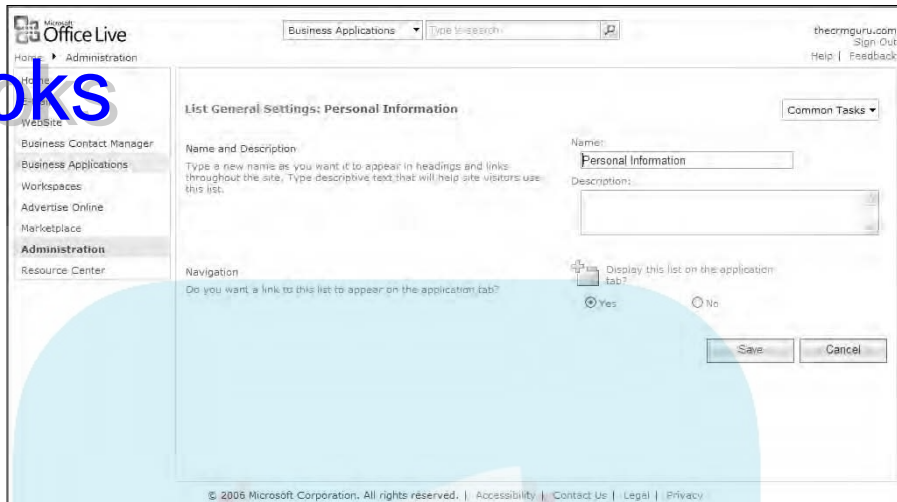 Microsoft
Office Live
Business Applications
Type to search
thecrmguru.com
Sign Out
Help | Feedback
Home ▸ Administration
oks
Home
WebSite
Business Contact Manager
Business Applications
Workspaces
Advertise Online
Marketplace
Administration
Resource Center
List General Settings: Personal Information
Common Tasks ▾
Name and Description
Type a new name as you want it to appear in headings and links
throughout the site. Type descriptive text that will help site visitors use
this list.
Name:
Personal Information
Description:
Navigation
Do you want a link to this list to appear on the application tab?
Display this list on the application
tab?
Yes
No
Save
Cancel
© 2006 Microsoft Corporation. All rights reserved. | Accessibility | Contact Us | Legal | Privacy